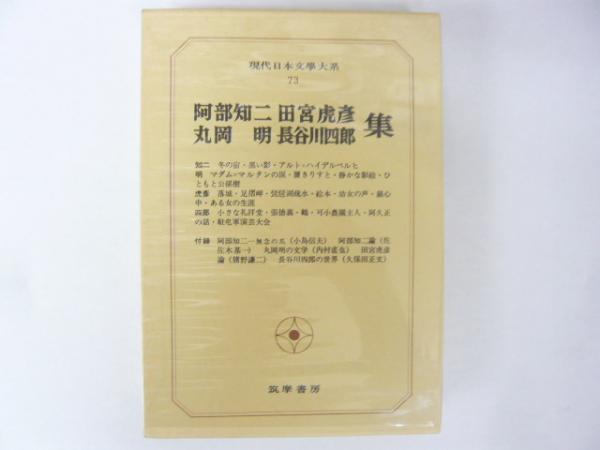 現代日本文學大系
73
阿部知二 田宮虎彥 集
丸岡 明 長谷川四郎
知二 冬の宿・黒い影・アルト=ハイデルベルヒ
明 マダム=マルタンの涙・贋きりすと・静かな影絵・ひ
ともと公孫樹
虎彥 落城・足摺岬・琵琶湖疏水・絵本・幼女の声・銀心
中・ある女の生涯
四郎 小さな礼拝堂・張徳義・鶴・可小農園主人・阿久正
の話・駐屯軍演芸大会
付録 阿部知二―無念の爪(小島信夫) 阿部知二論(佐
佐木基一) 丸岡明の文学(内村直也) 田宮虎彥
論(猪野謙二) 長谷川四郎の世界(久保田正文)
筑摩書房